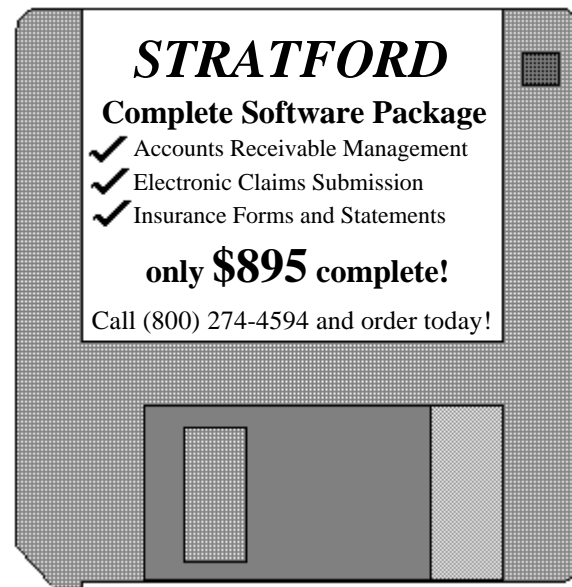 STRATFORD
Complete Software Package
Accounts Receivable Management
Electronic Claims Submission
Insurance Forms and Statements
only $895 complete!
Call (800) 274-4594 and order today!